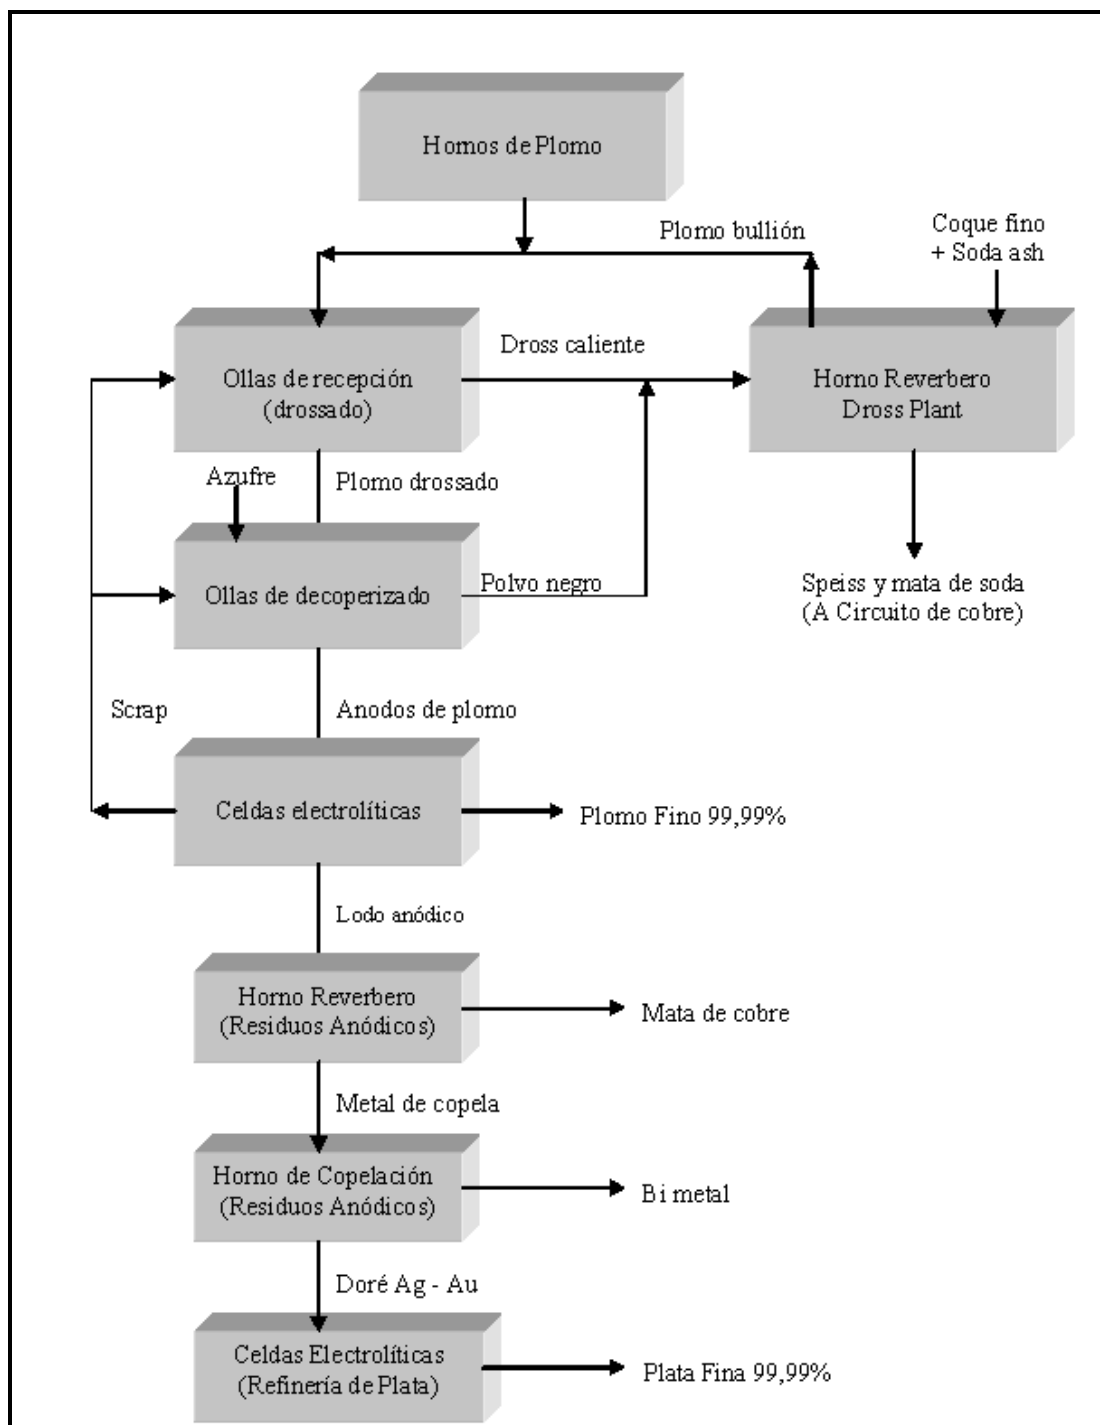 Hornos de Plomo
Plomo bullión
Coque fino
+ Soda ash
Ollas de recepción
(drossado)
Dross caliente
Horno Reverbero
Dross Plant
Azufre
Plomo drossado
Ollas de decoperizado
Polvo negro
Speiss y mata de soda
(A Circuito de cobre)
Scrap
Anodos de plomo
Celdas electrolíticas
Plomo Fino 99,99%
Lodo anódico
Horno Reverbero
(Residuos Anódicos)
Mata de cobre
Metal de copela
Horno de Copelación
(Residuos Anódicos)
Bi metal
Doré Ag - Au
Celdas Electrolíticas
(Refinería de Plata)
Plata Fina 99,99%